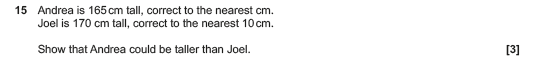 15 Andrea is 165 cm tall, correct to the nearest cm.
Joel is 170 cm tall, correct to the nearest 10 cm.
Show that Andrea could be taller than Joel. [3]